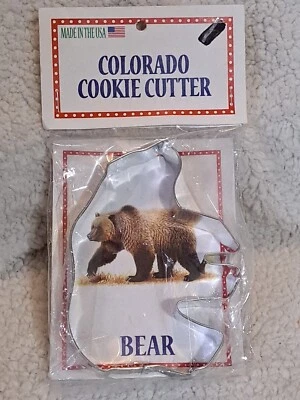 MADE IN THE USA
COLORADO
COOKIE CUTTER
BEAR